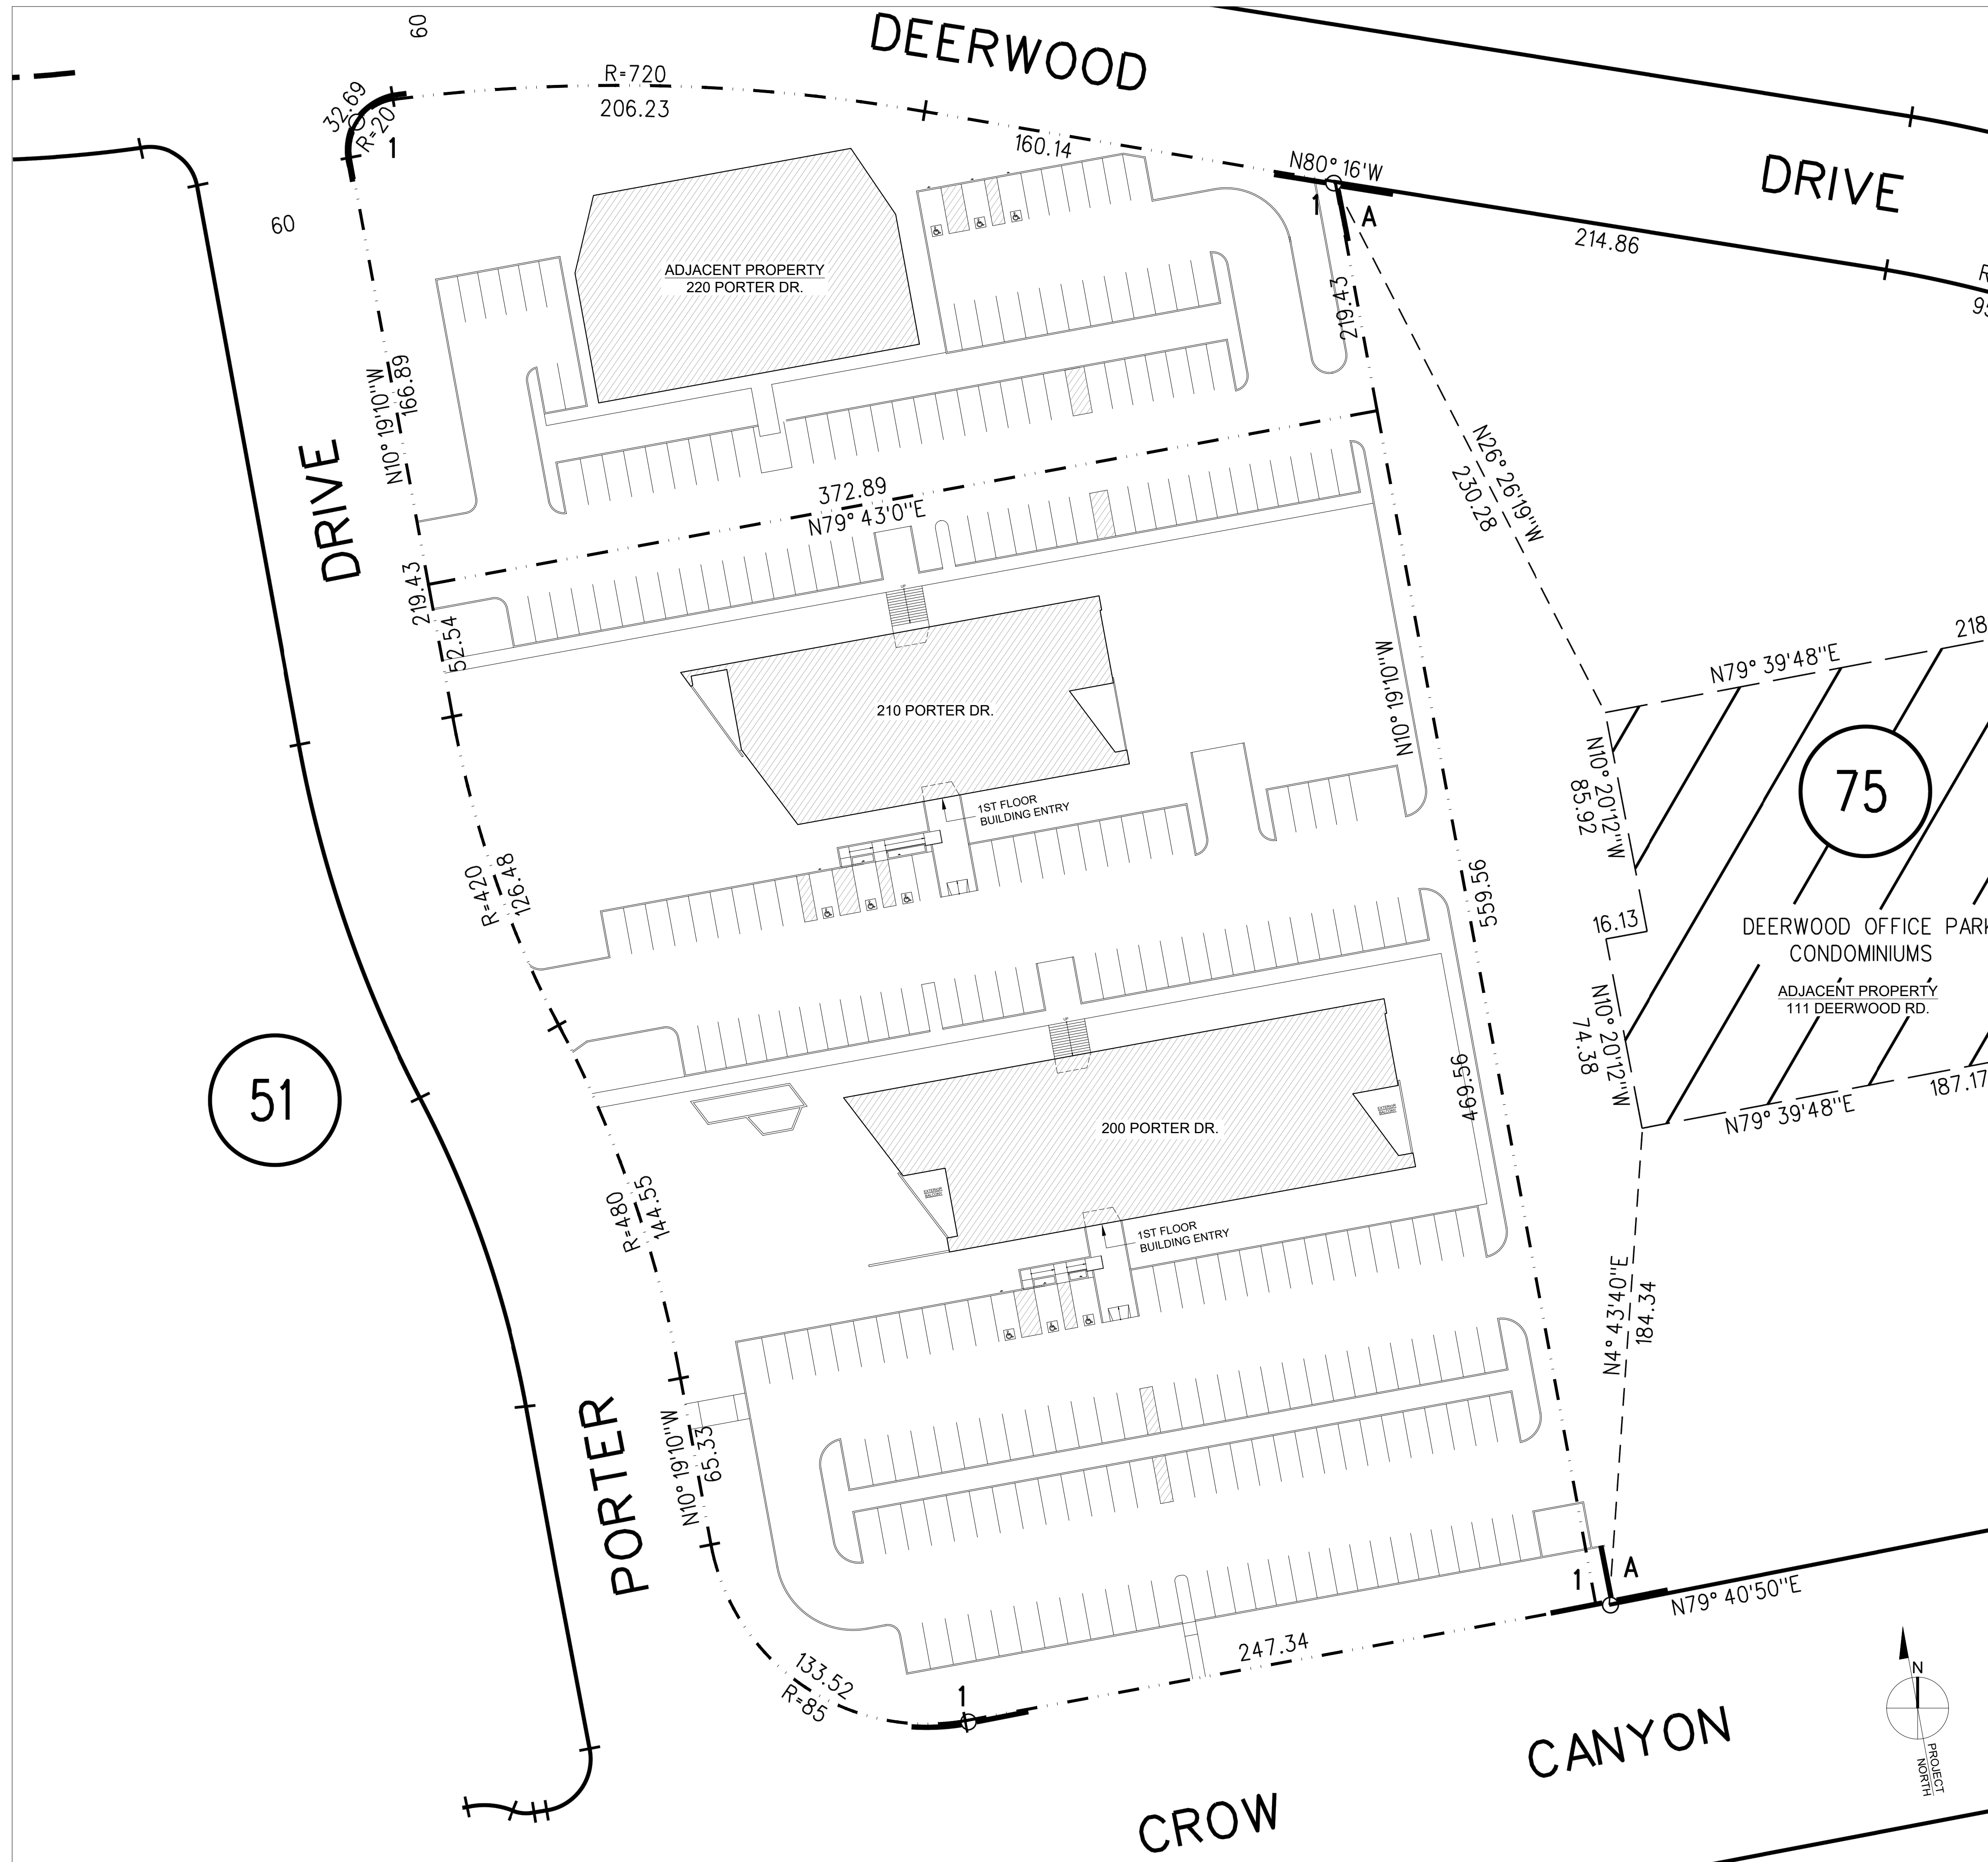 60
DEERWOOD
R=720
206.23
32.69
R=20
1
160.14
N80° 16'W
1
A
DRIVE
60
214.86
ADJACENT PROPERTY
220 PORTER DR.
219.43
N10° 19'10"W
166.89
DRIVE
372.89
N79° 43'0"E
N26° 26'19"W
230.28
219.43
52.54
N10° 19'10"W
N79° 39'48"E
218
210 PORTER DR.
1ST FLOOR
BUILDING ENTRY
N10° 20'12"W
85.92
75
R=420
126.48
559.56
16.13
DEERWOOD OFFICE PARK
CONDOMINIUMS
ADJACENT PROPERTY
111 DEERWOOD RD.
N10° 20'12"W
74.38
51
469.56
187.17
N79° 39'48"E
200 PORTER DR.
EXTERIOR
BALCONY
EXTERIOR
BALCONY
R=480
144.55
1ST FLOOR
BUILDING ENTRY
N4° 43'40"E
184.34
PORTER
N10° 19'10"W
65.33
1
A
N79° 40'50"E
247.34
133.52
R=85
1
N
PROJECT
NORTH
CROW
CANYON